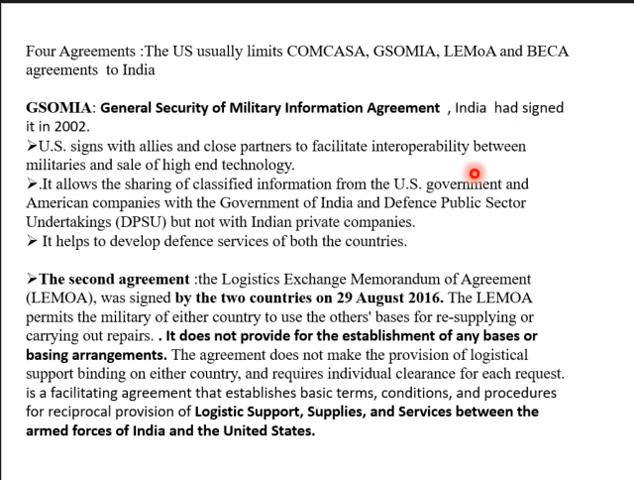 Four Agreements :The US usually limits COMCASA, GSOMIA, LEMoA and BECA
agreements to India
GSOMIA: General Security of Military Information Agreement , India had signed
it in 2002.
➢U.S. signs with allies and close partners to facilitate interoperability between
militaries and sale of high end technology.
➢.It allows the sharing of classified information from the U.S. government and
American companies with the Government of India and Defence Public Sector
Undertakings (DPSU) but not with Indian private companies.
➢ It helps to develop defence services of both the countries.
➢The second agreement :the Logistics Exchange Memorandum of Agreement
(LEMOA), was signed by the two countries on 29 August 2016. The LEMOA
permits the military of either country to use the others' bases for re-supplying or
carrying out repairs. . It does not provide for the establishment of any bases or
basing arrangements. The agreement does not make the provision of logistical
support binding on either country, and requires individual clearance for each request.
is a facilitating agreement that establishes basic terms, conditions, and procedures
for reciprocal provision of Logistic Support, Supplies, and Services between the
armed forces of India and the United States.